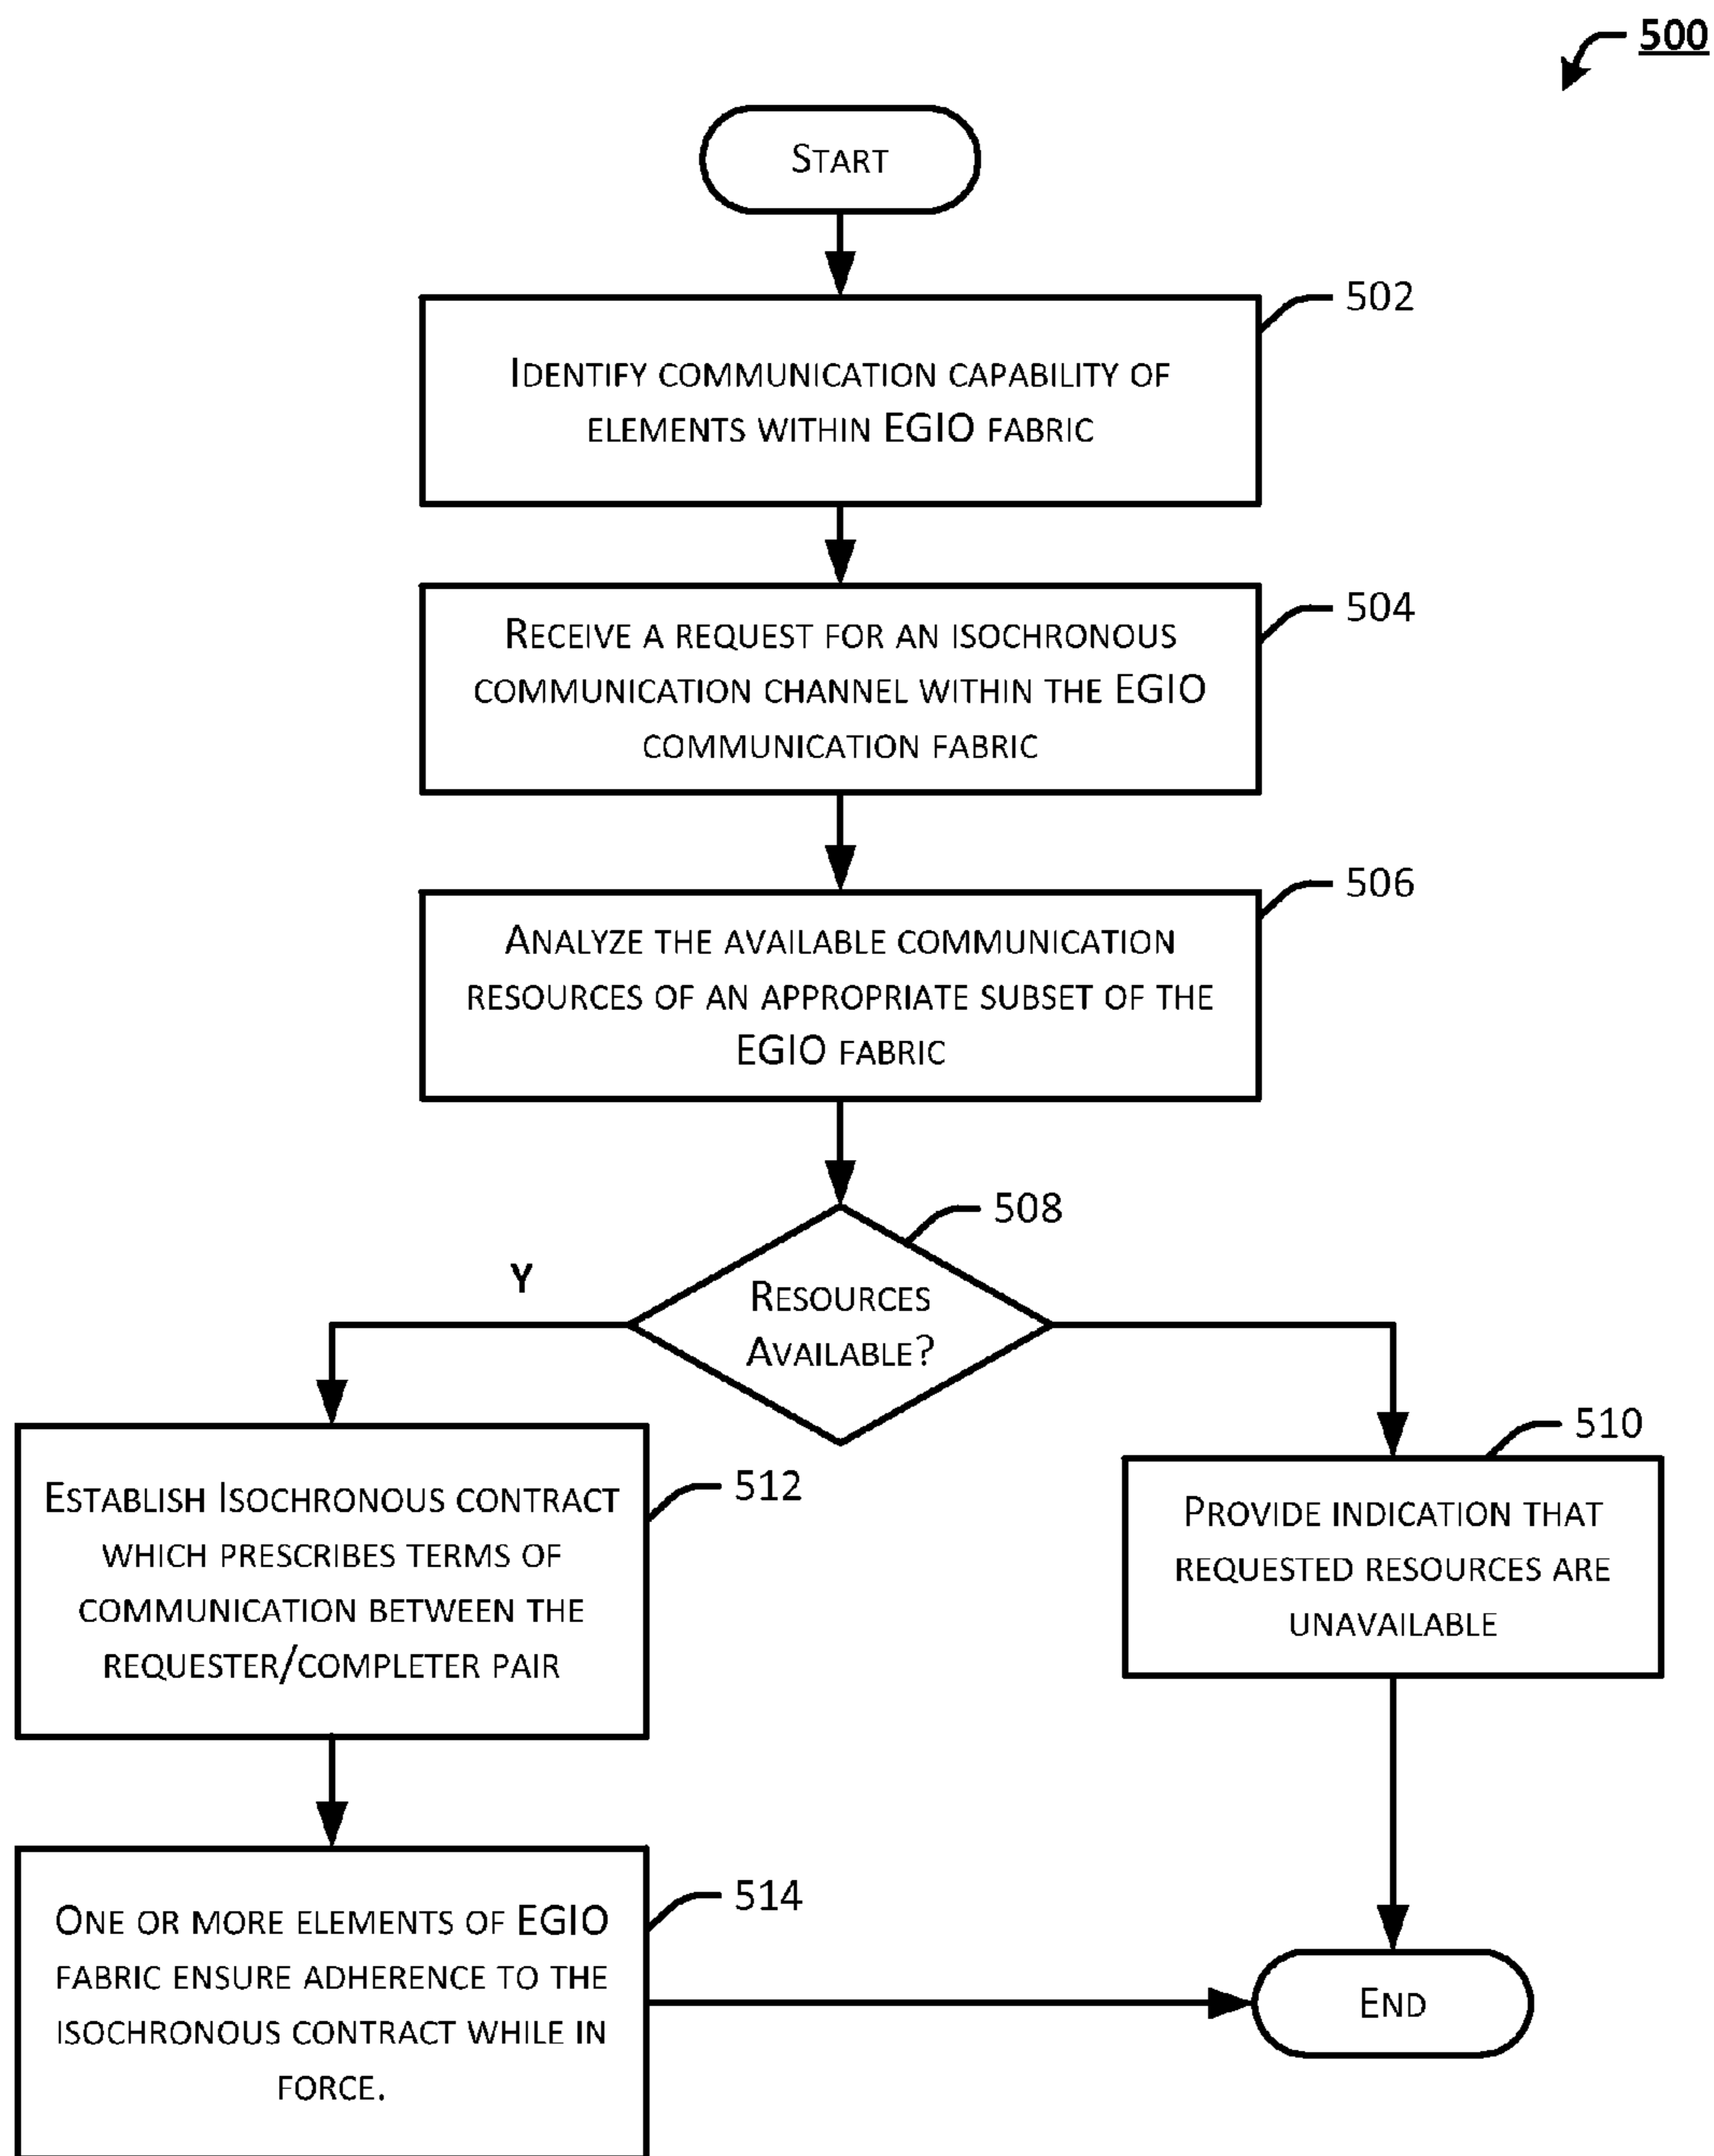 500
START
502
IDENTIFY COMMUNICATION CAPABILITY OF
ELEMENTS WITHIN EGIO FABRIC
504
RECEIVE A REQUEST FOR AN ISOCHRONOUS
COMMUNICATION CHANNEL WITHIN THE EGIO
COMMUNICATION FABRIC
506
ANALYZE THE AVAILABLE COMMUNICATION
RESOURCES OF AN APPROPRIATE SUBSET OF THE
EGIO FABRIC
508
Y
RESOURCES
AVAILABLE?
512
ESTABLISH ISOCHRONOUS CONTRACT
WHICH PRESCRIBES TERMS OF
COMMUNICATION BETWEEN THE
REQUESTER/COMPLETER PAIR
510
PROVIDE INDICATION THAT
REQUESTED RESOURCES ARE
UNAVAILABLE
514
ONE OR MORE ELEMENTS OF EGIO
FABRIC ENSURE ADHERENCE TO THE
ISOCHRONOUS CONTRACT WHILE IN
FORCE.
END